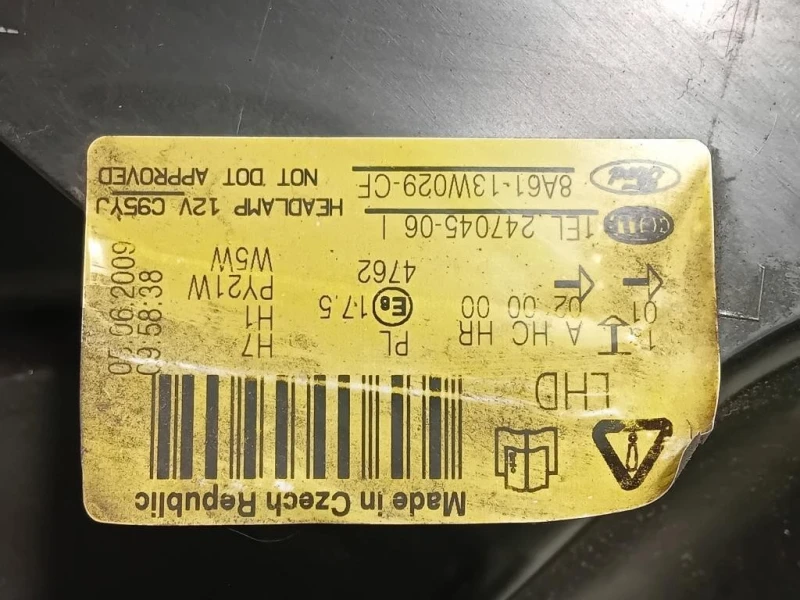 Made in Czech Republic
LHD
A HC HR PL H7
01 02 00 00 E8 17.5 H1
4762 PY21W
W5W
09:58:38
05.06.2009
HELLA 1EL 247045-06 I HEADLAMP 12V C95YJ
Ford 8A61-13W029-CF NOT DOT APPROVED